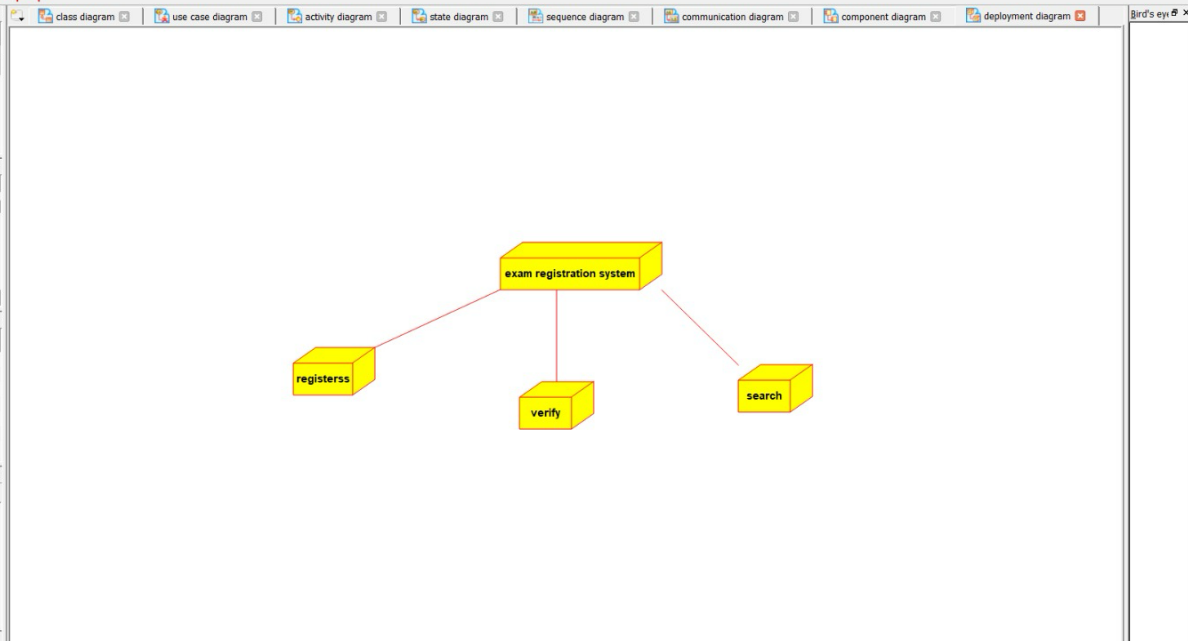 class diagram
use case diagram
activity diagram
state diagram
sequence diagram
communication diagram
component diagram
deployment diagram
Bird's eye
exam registration system
registerss
verify
search